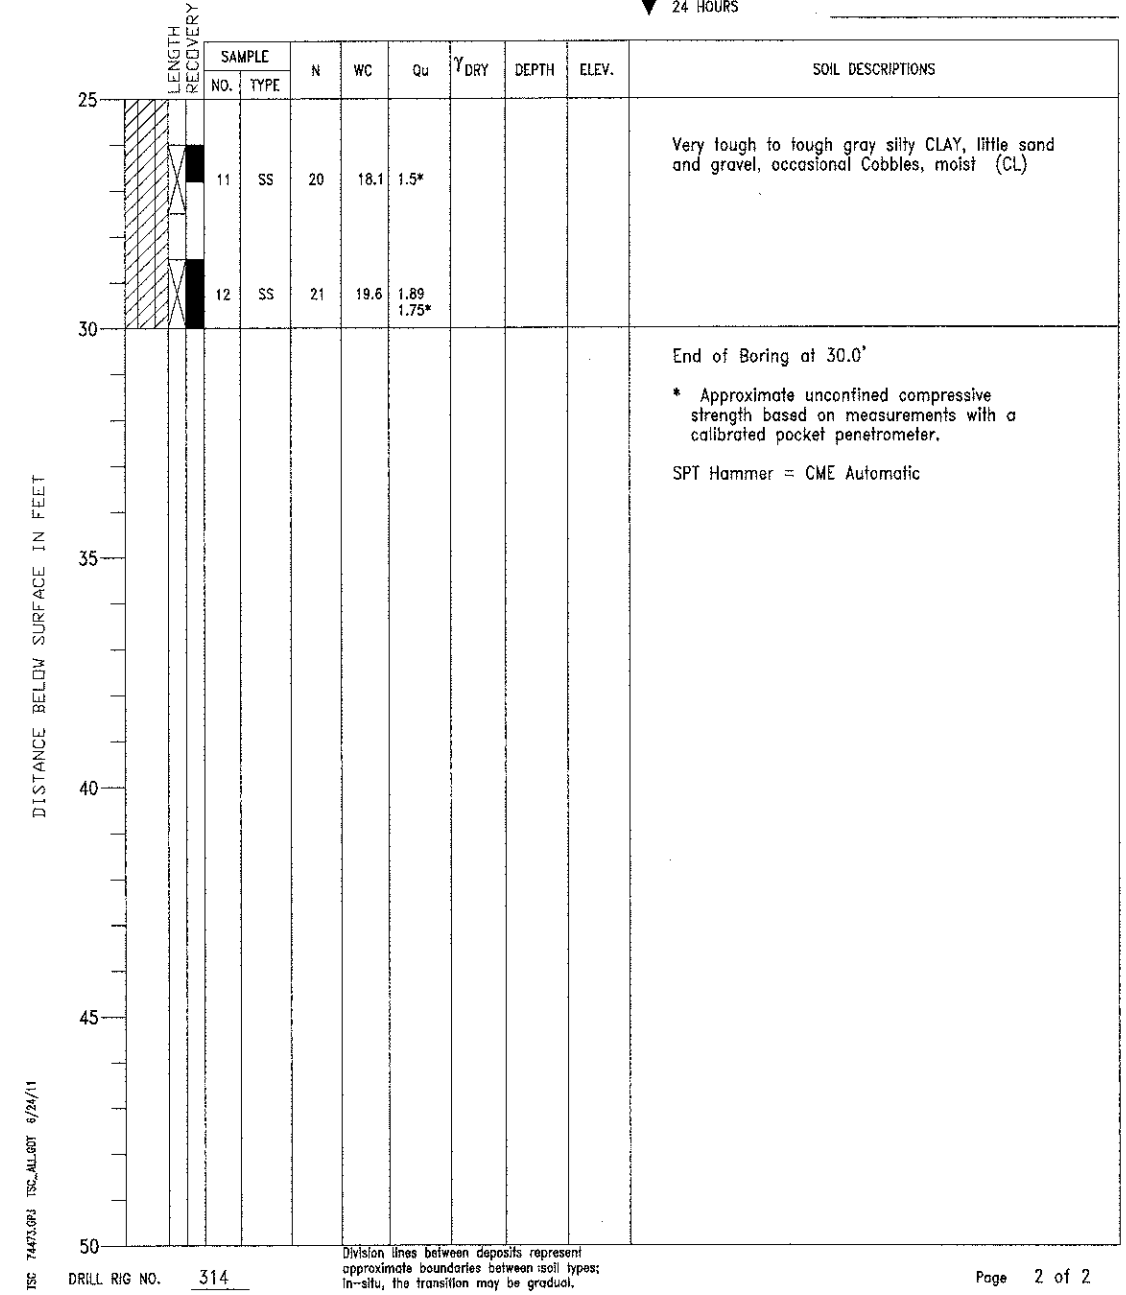 24 HOURS
LENGTH
RECOVERY
SAMPLE
NO. TYPE N WC Qu γDRY DEPTH ELEV. SOIL DESCRIPTIONS
25
Very tough to tough gray silty CLAY, little sand
and gravel, occasional Cobbles, moist (CL)
11 SS 20 18.1 1.5*
12 SS 21 19.6 1.89
1.75*
30
End of Boring at 30.0'
* Approximate unconfined compressive
strength based on measurements with a
calibrated pocket penetrometer.
SPT Hammer = CME Automatic
DISTANCE BELOW SURFACE IN FEET
35
40
45
50
TSC 74473.GPJ TSC_ALL.GDT 6/24/11
DRILL RIG NO. 314
Division lines between deposits represent
approximate boundaries between soil types;
in-situ, the transition may be gradual.
Page 2 of 2